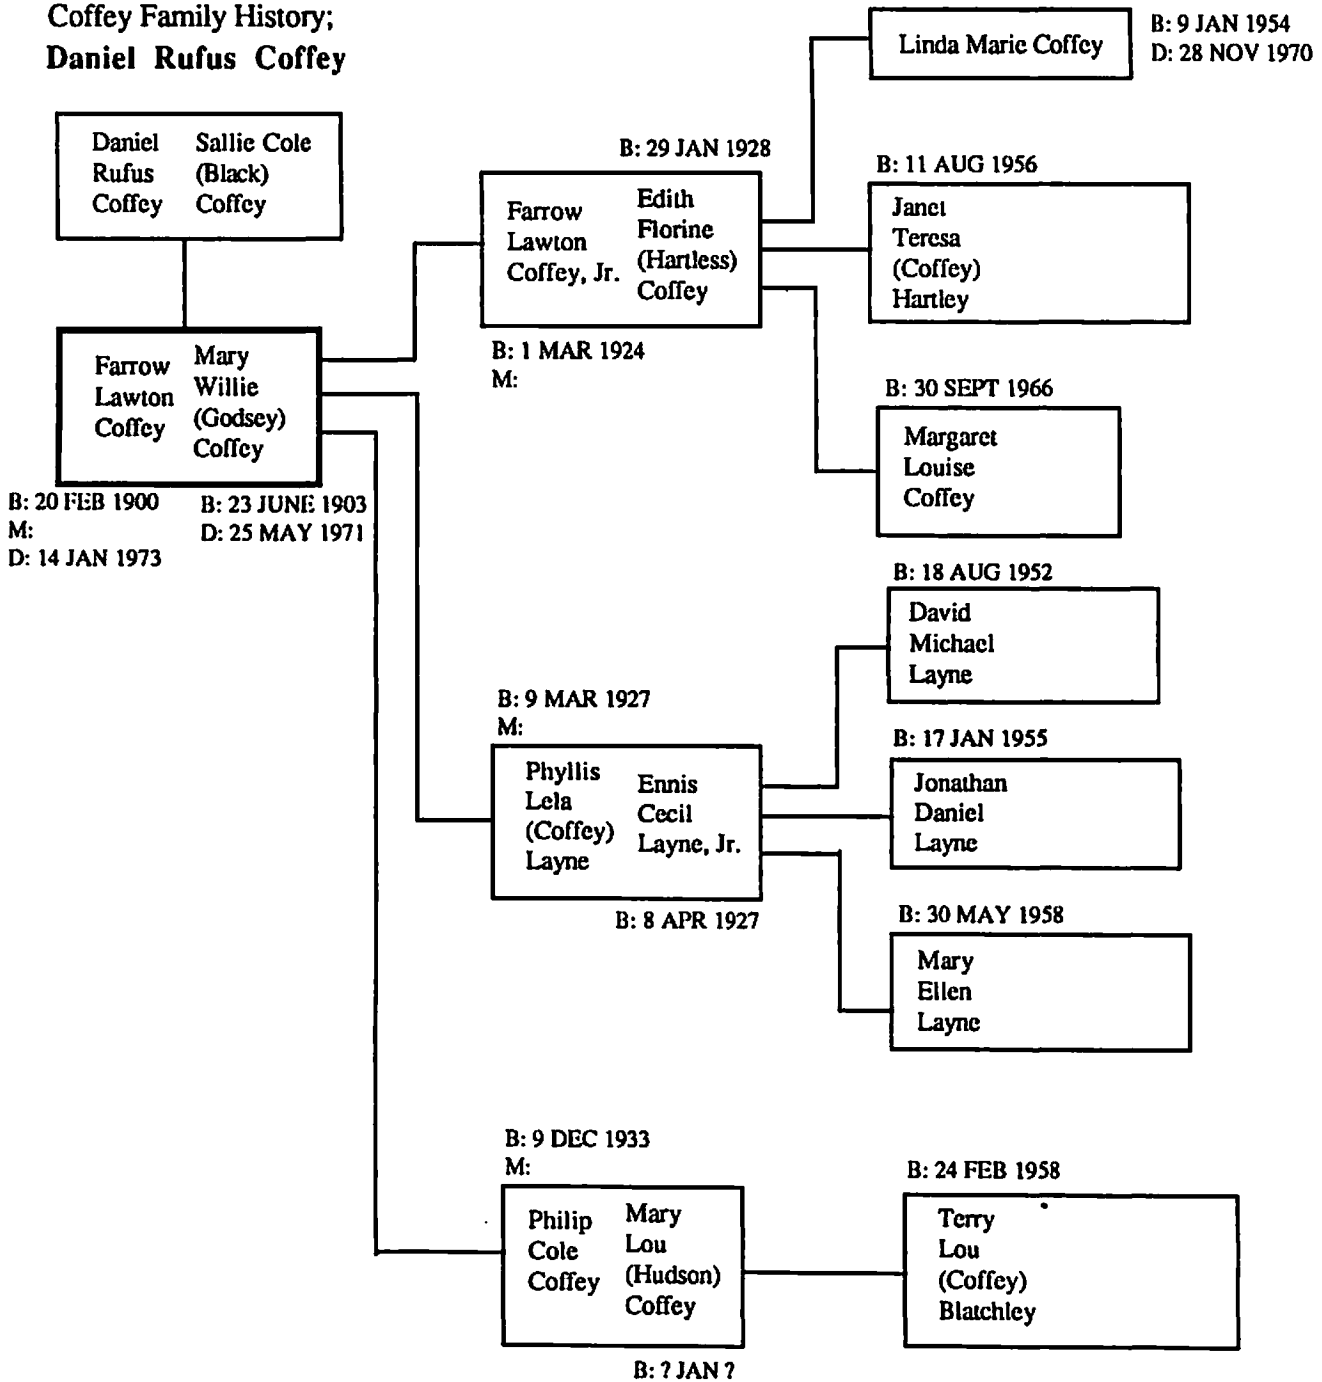 Coffey Family History;
Daniel Rufus Coffey
Daniel
Rufus
Coffey
Sallie Cole
(Black)
Coffey
Farrow
Lawton
Coffey
Mary
Willie
(Godsey)
Coffey
B: 20 FEB 1900
M:
D: 14 JAN 1973
B: 23 JUNE 1903
D: 25 MAY 1971
B: 29 JAN 1928
Farrow
Lawton
Coffey, Jr.
Edith
Florine
(Hartless)
Coffey
B: 1 MAR 1924
M:
Linda Marie Coffey
B: 9 JAN 1954
D: 28 NOV 1970
B: 11 AUG 1956
Janet
Teresa
(Coffey)
Hartley
B: 30 SEPT 1966
Margaret
Louise
Coffey
B: 9 MAR 1927
M:
Phyllis
Lela
(Coffey)
Layne
Ennis
Cecil
Layne, Jr.
B: 8 APR 1927
B: 18 AUG 1952
David
Michael
Layne
B: 17 JAN 1955
Jonathan
Daniel
Layne
B: 30 MAY 1958
Mary
Ellen
Layne
B: 9 DEC 1933
M:
Philip
Cole
Coffey
Mary
Lou
(Hudson)
Coffey
B: ? JAN ?
B: 24 FEB 1958
Terry
Lou
(Coffey)
Blatchley